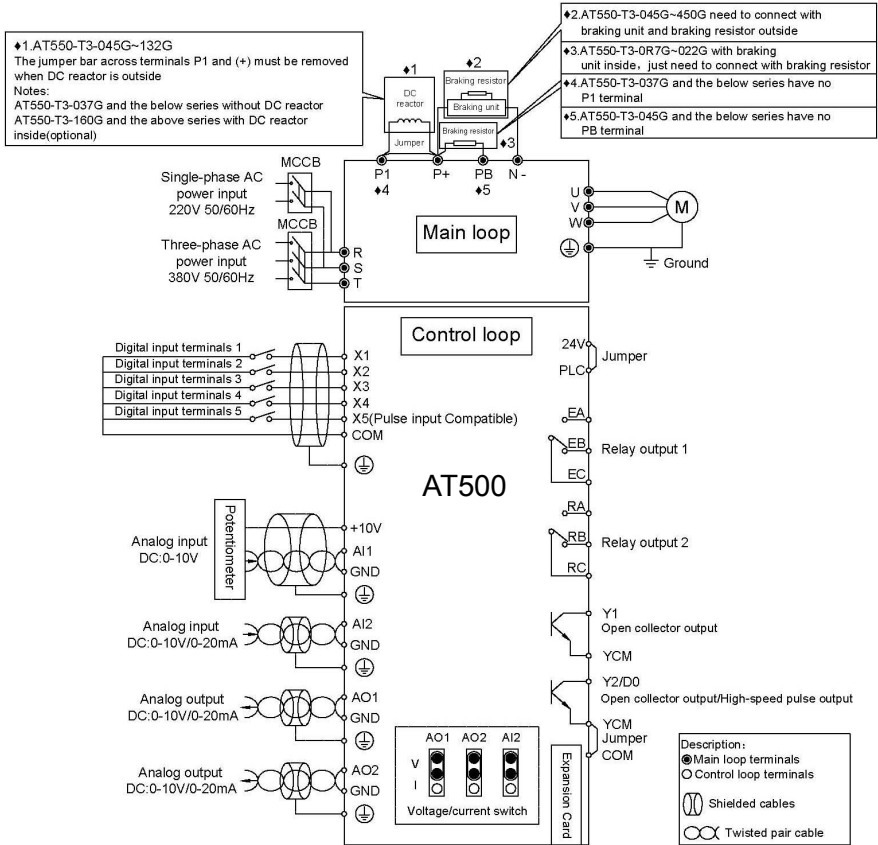 ♦1.AT550-T3-045G~132G
The jumper bar across terminals P1 and (+) must be removed
when DC reactor is outside
Notes:
AT550-T3-037G and the below series without DC reactor
AT550-T3-160G and the above series with DC reactor
inside(optional)
♦2.AT550-T3-045G~450G need to connect with
braking unit and braking resistor outside
♦3.AT550-T3-0R7G~022G with braking
unit inside, just need to connect with braking resistor
♦4.AT550-T3-037G and the below series have no
P1 terminal
♦5.AT550-T3-045G and the below series have no
PB terminal
♦1
DC
reactor
Jumper
♦2
Braking resistor
Braking unit
Braking resistor
♦3
P1
♦4
P+
PB
♦5
N -
MCCB
Single-phase AC
power input
220V 50/60Hz
MCCB
Three-phase AC
power input
380V 50/60Hz
R
S
T
Main loop
U
V
W
M
Ground
Control loop
Digital input terminals 1
Digital input terminals 2
Digital input terminals 3
Digital input terminals 4
Digital input terminals 5
X1
X2
X3
X4
X5(Pulse input Compatible)
COM
24V
PLC
Jumper
EA
EB
EC
Relay output 1
AT500
RA
RB
RC
Relay output 2
Potentiometer
Analog input
DC:0-10V
+10V
AI1
GND
Analog input
DC:0-10V/0-20mA
AI2
GND
Y1
Open collector output
YCM
Y2/D0
Open collector output/High-speed pulse output
YCM
Jumper
COM
Analog output
DC:0-10V/0-20mA
AO1
GND
Analog output
DC:0-10V/0-20mA
AO2
GND
AO1 AO2 AI2
V
I
Voltage/current switch
Expansion Card
Description:
Main loop terminals
Control loop terminals
Shielded cables
Twisted pair cable